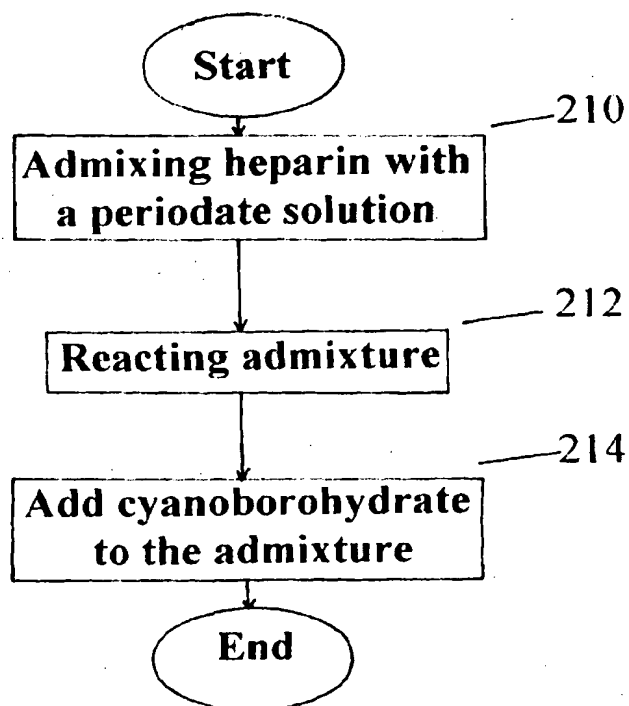 Start
210
Admixing heparin with
a periodate solution
212
Reacting admixture
214
Add cyanoborohydrate
to the admixture
End